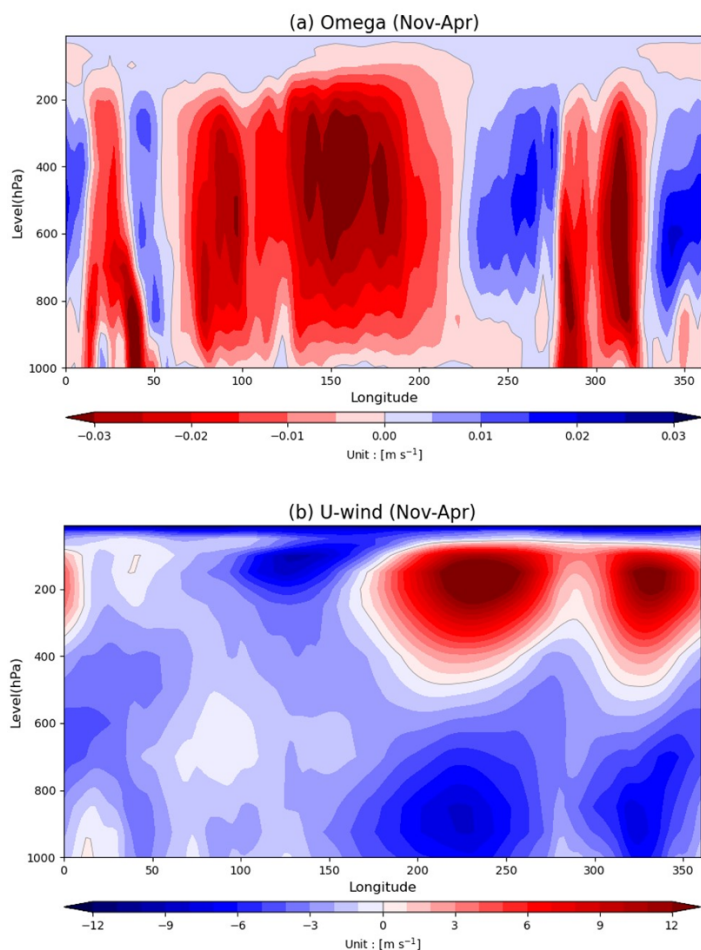 (a) Omega (Nov-Apr)
Level(hPa)
200
400
600
800
1000
0 50 100 150 200 250 300 350
Longitude
−0.03 −0.02 −0.01 0.00 0.01 0.02 0.03
Unit : [m s⁻¹]
(b) U-wind (Nov-Apr)
Level(hPa)
200
400
600
800
1000
0 50 100 150 200 250 300 350
Longitude
−12 −9 −6 −3 0 3 6 9 12
Unit : [m s⁻¹]